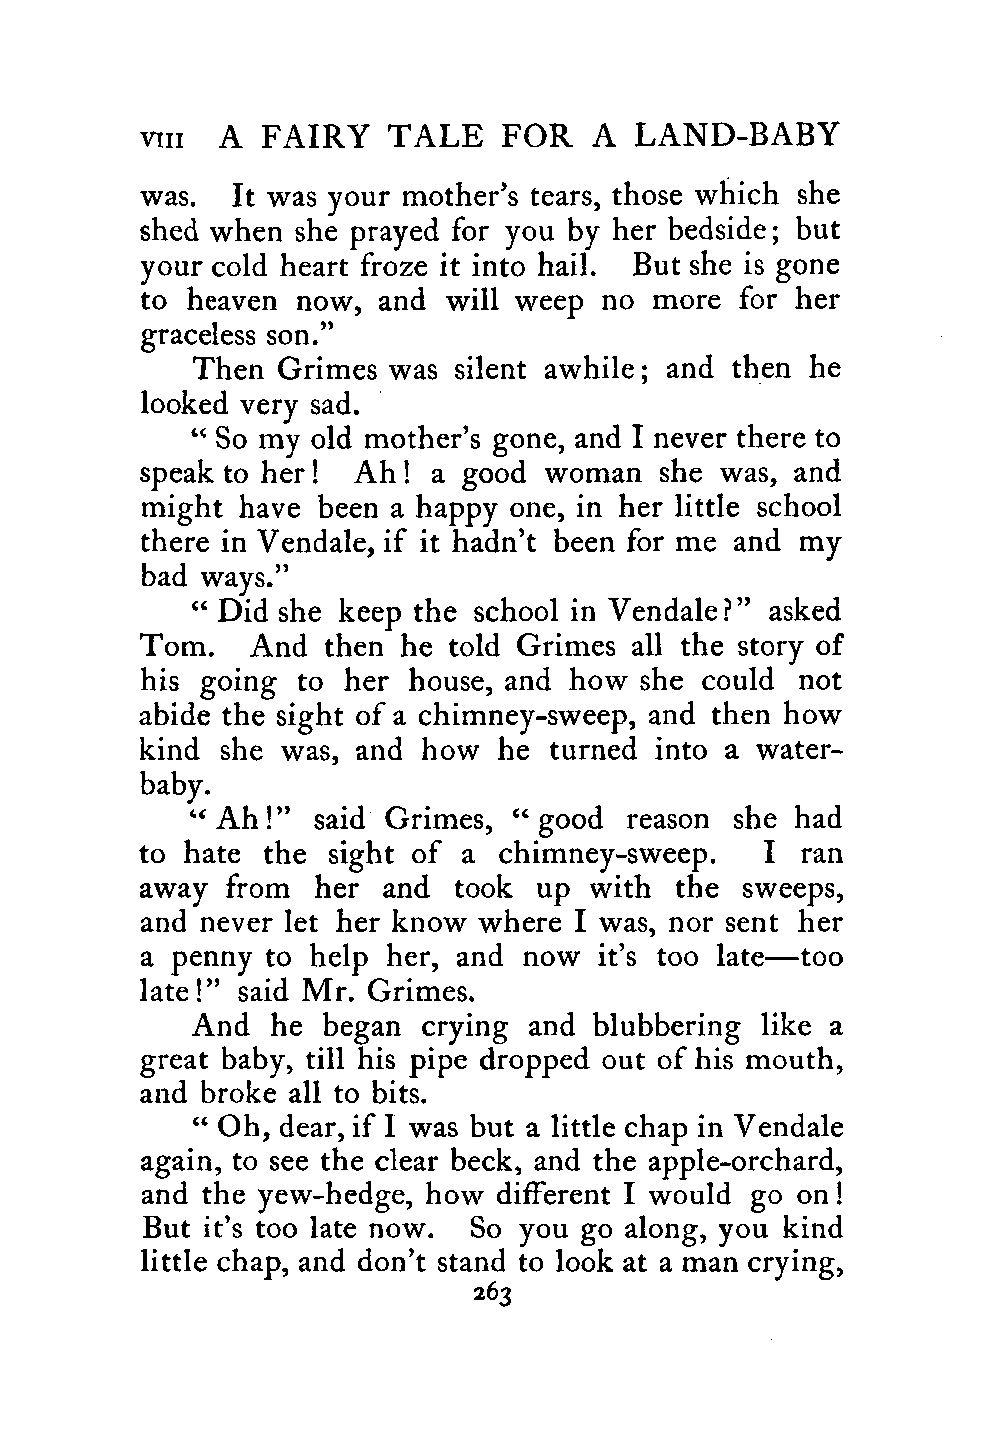 VIII A FAIRY TALE FOR A LAND-BABY
was. It was your mother's tears, those which she
shed when she prayed for you by her bedside; but
your cold heart froze it into hail. But she is gone
to heaven now, and will weep no more for her
graceless son."
Then Grimes was silent awhile; and then he
looked very sad.
"So my old mother's gone, and I never there to
speak to her! Ah! a good woman she was, and
might have been a happy one, in her little school
there in Vendale, if it hadn't been for me and my
bad ways."
"Did she keep the school in Vendale?" asked
Tom. And then he told Grimes all the story of
his going to her house, and how she could not
abide the sight of a chimney-sweep, and then how
kind she was, and how he turned into a water-
baby.
"Ah!" said Grimes, "good reason she had
to hate the sight of a chimney-sweep. I ran
away from her and took up with the sweeps,
and never let her know where I was, nor sent her
a penny to help her, and now it's too late—too
late!" said Mr. Grimes.
And he began crying and blubbering like a
great baby, till his pipe dropped out of his mouth,
and broke all to bits.
"Oh, dear, if I was but a little chap in Vendale
again, to see the clear beck, and the apple-orchard,
and the yew-hedge, how different I would go on!
But it's too late now. So you go along, you kind
little chap, and don't stand to look at a man crying,
263